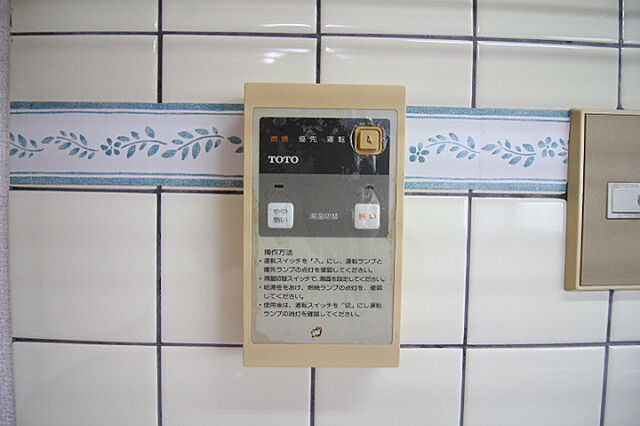 燃焼 優先 運転
TOTO
やや
熱い
湯温切替
熱い
操作方法
・運転スイッチを「入」にし、運転ランプと
優先ランプの点灯を確認してください。
・湯温切替スイッチで、湯温を設定してください。
・給湯栓をあけ、燃焼ランプの点灯を、確認
してください。
・使用後は、運転スイッチを「切」にし運転
ランプの消灯を確認してください。